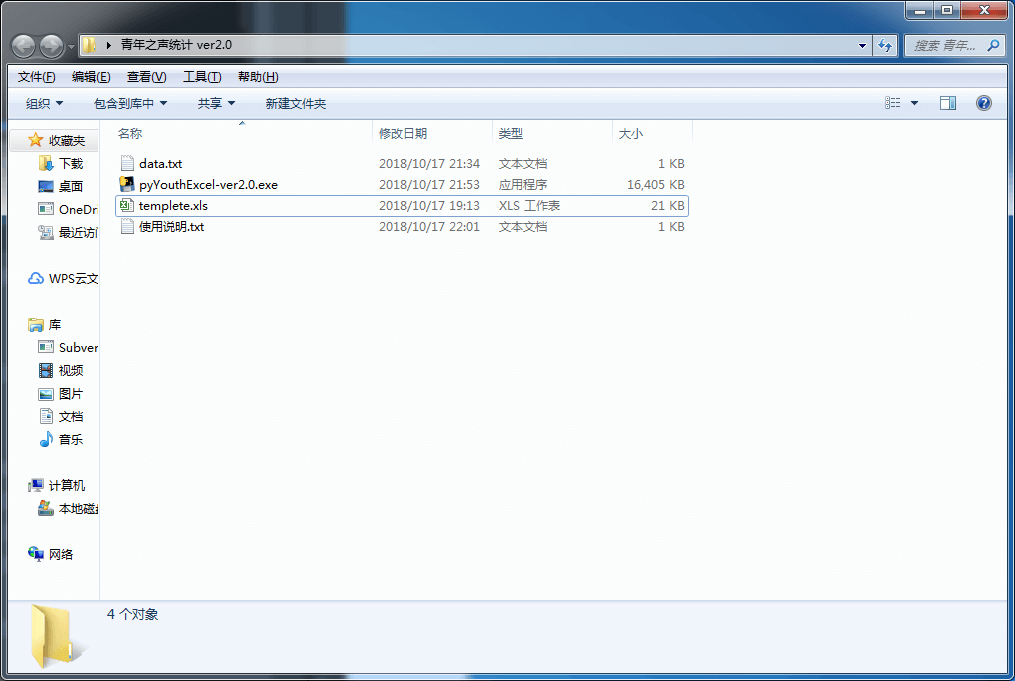 青年之声统计 ver2.0
搜索 青年...
文件(F) 编辑(E) 查看(V) 工具(T) 帮助(H)
组织 包含到库中 共享 新建文件夹
名称 修改日期 类型 大小
data.txt 2018/10/17 21:34 文本文档 1 KB
pyYouthExcel-ver2.0.exe 2018/10/17 21:53 应用程序 16,405 KB
templete.xls 2018/10/17 19:13 XLS 工作表 21 KB
使用说明.txt 2018/10/17 22:01 文本文档 1 KB
收藏夹
下载
桌面
OneDr
最近访
WPS云文
库
Subver
视频
图片
文档
音乐
计算机
本地磁
网络
4 个对象